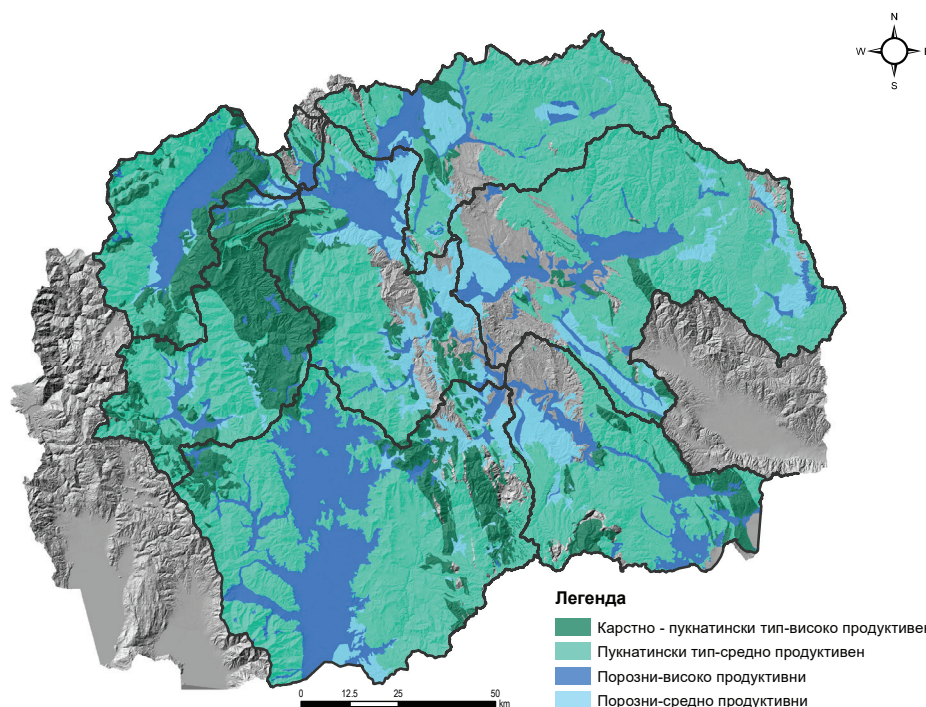 N
W
E
S
Легенда
Карстно - пукнатински тип-високо продуктивен
Пукнатински тип-средно продуктивен
Порозни-високо продуктивни
Порозни-средно продуктивни
0 12.5 25 50
km